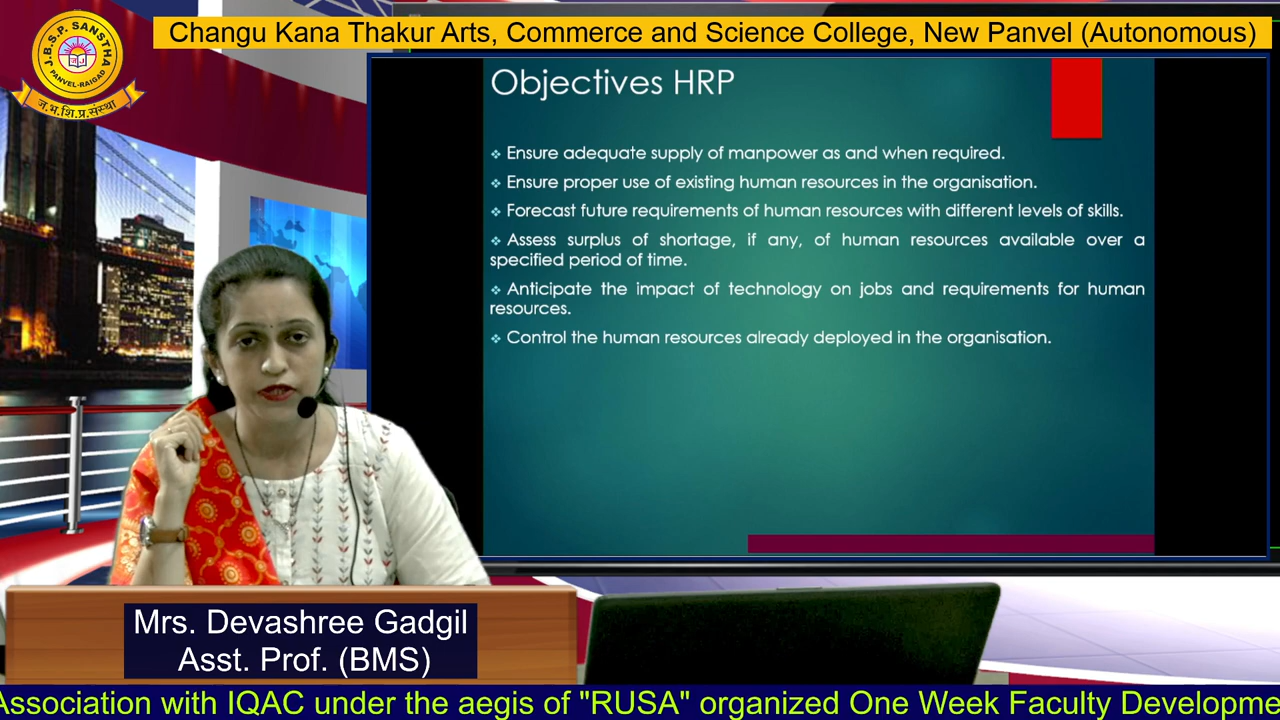 J.B.S.P. SANSTHA
PANVEL-RAIGAD
ज.भ.शि.प्र.संस्था
Changu Kana Thakur Arts, Commerce and Science College, New Panvel (Autonomous)
Objectives HRP
❖ Ensure adequate supply of manpower as and when required.
❖ Ensure proper use of existing human resources in the organisation.
❖ Forecast future requirements of human resources with different levels of skills.
❖ Assess surplus of shortage, if any, of human resources available over a
specified period of time.
❖ Anticipate the impact of technology on jobs and requirements for human
resources.
❖ Control the human resources already deployed in the organisation.
Mrs. Devashree Gadgil
Asst. Prof. (BMS)
Association with IQAC under the aegis of "RUSA" organized One Week Faculty Developme